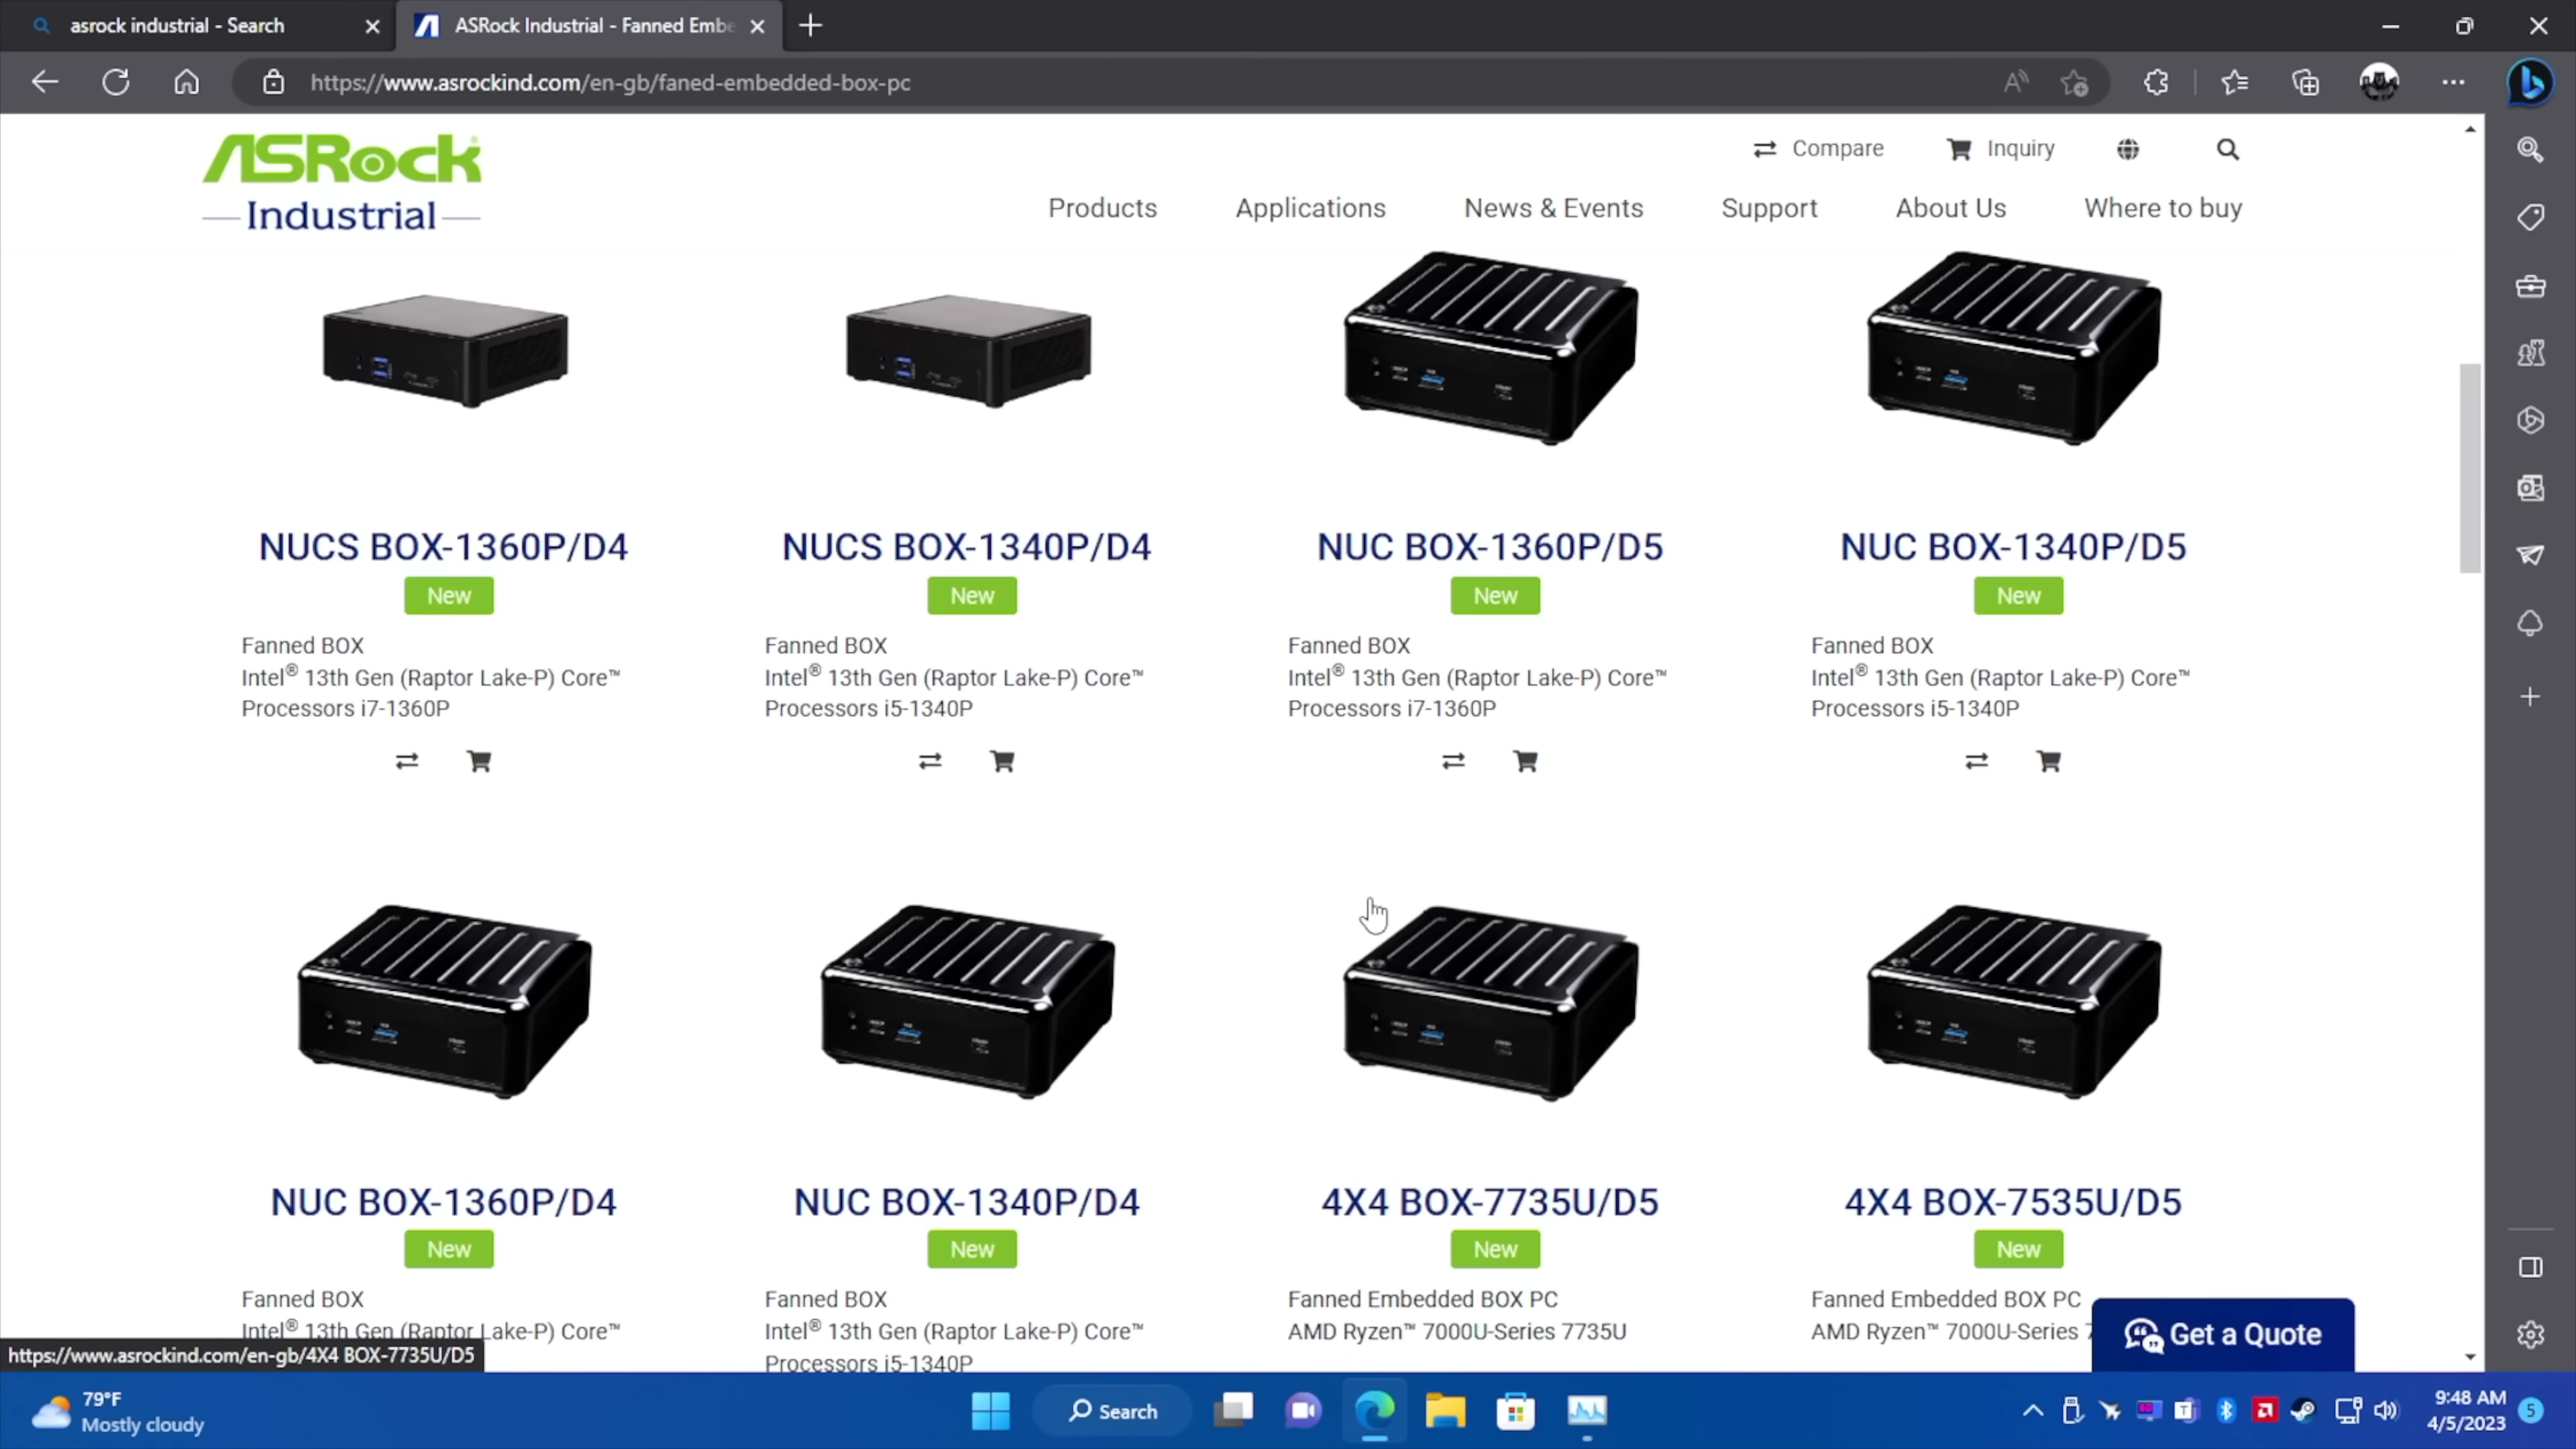 asrock industrial - Search
ASRock Industrial - Fanned Embe
https://www.asrockind.com/en-gb/faned-embedded-box-pc
ASRock
Industrial
Compare
Inquiry
Products
Applications
News & Events
Support
About Us
Where to buy
NUCS BOX-1360P/D4
New
Fanned BOX
Intel® 13th Gen (Raptor Lake-P) Core™
Processors i7-1360P
NUCS BOX-1340P/D4
New
Fanned BOX
Intel® 13th Gen (Raptor Lake-P) Core™
Processors i5-1340P
NUC BOX-1360P/D5
New
Fanned BOX
Intel® 13th Gen (Raptor Lake-P) Core™
Processors i7-1360P
NUC BOX-1340P/D5
New
Fanned BOX
Intel® 13th Gen (Raptor Lake-P) Core™
Processors i5-1340P
NUC BOX-1360P/D4
New
Fanned BOX
Intel® 13th Gen (Raptor Lake-P) Core™
NUC BOX-1340P/D4
New
Fanned BOX
Intel® 13th Gen (Raptor Lake-P) Core™
Processors i5-1340P
4X4 BOX-7735U/D5
New
Fanned Embedded BOX PC
AMD Ryzen™ 7000U-Series 7735U
4X4 BOX-7535U/D5
New
Fanned Embedded BOX PC
AMD Ryzen™ 7000U-Series 7
Get a Quote
https://www.asrockind.com/en-gb/4X4 BOX-7735U/D5
79°F
Mostly cloudy
Search
9:48 AM
4/5/2023
5